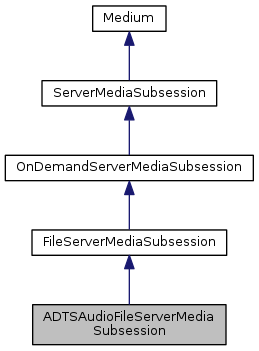 Medium
ServerMediaSubsession
OnDemandServerMediaSubsession
FileServerMediaSubsession
ADTSAudioFileServerMedia
Subsession